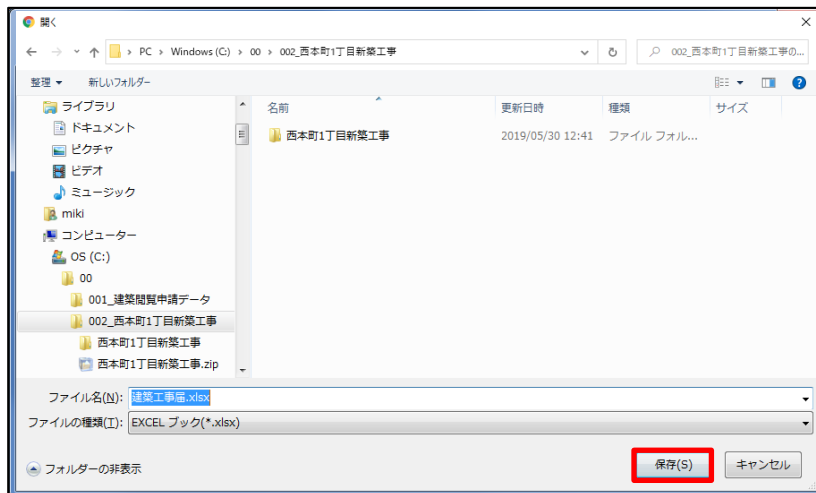 開く
PC › Windows (C:) › 00 › 002_西本町1丁目新築工事
002_西本町1丁目新築工事の...
整理 新しいフォルダー
名前 更新日時 種類 サイズ
西本町1丁目新築工事 2019/05/30 12:41 ファイル フォル...
ライブラリ
ドキュメント
ピクチャ
ビデオ
ミュージック
miki
コンピューター
OS (C:)
00
001_建築閲覧申請データ
002_西本町1丁目新築工事
西本町1丁目新築工事
西本町1丁目新築工事.zip
ファイル名(N): 建築工事届.xlsx
ファイルの種類(T): EXCEL ブック(*.xlsx)
フォルダーの非表示
保存(S) キャンセル